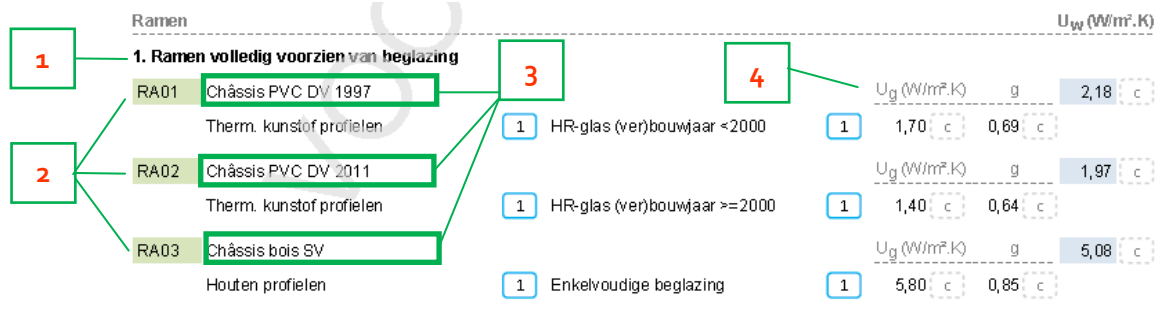 Ramen U_W (W/m².K)
1 1. Ramen volledig voorzien van beglazing 3 4
RA01 Châssis PVC DV 1997 Ug (W/m².K) g 2,18 c
Therm. kunstof profielen 1 HR-glas (ver)bouwjaar <2000 1 1,70 c 0,69 c
2 RA02 Châssis PVC DV 2011 Ug (W/m².K) g 1,97 c
Therm. kunstof profielen 1 HR-glas (ver)bouwjaar >=2000 1 1,40 c 0,64 c
RA03 Châssis bois SV Ug (W/m².K) g 5,08 c
Houten profielen 1 Enkelvoudige beglazing 1 5,80 c 0,85 c